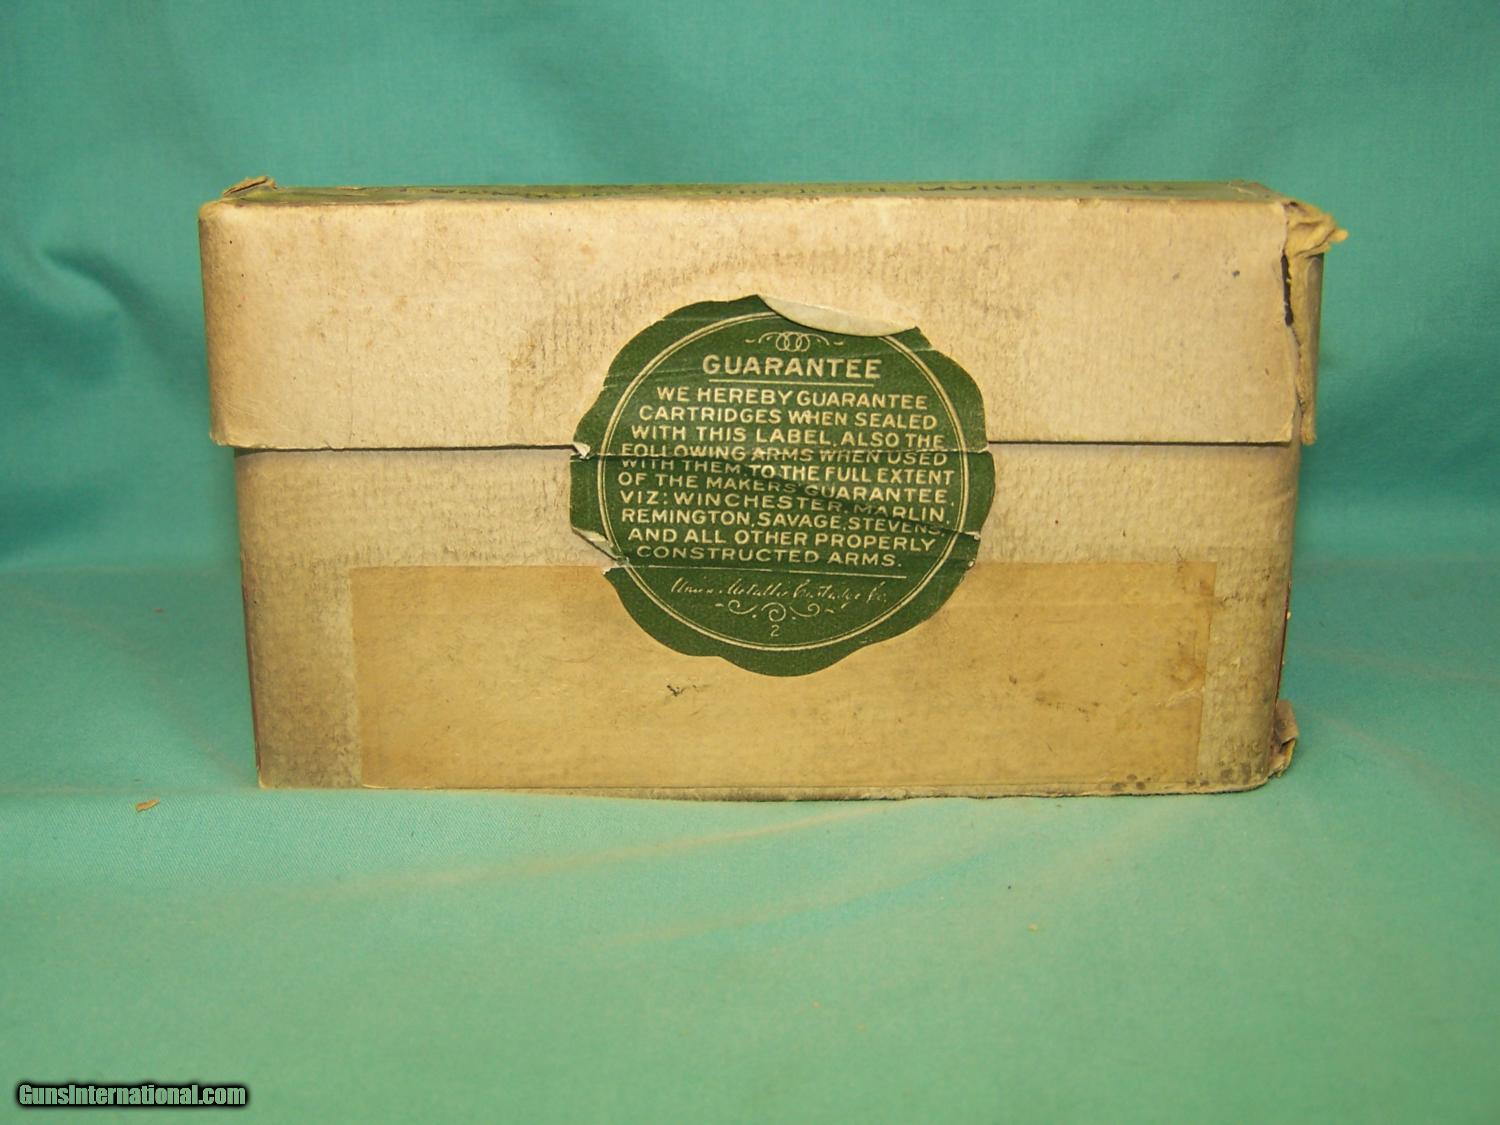 THE UNION
GUARANTEE
WE HEREBY GUARANTEE
CARTRIDGES WHEN SEALED
WITH THIS LABEL, ALSO THE
FOLLOWING ARMS WHEN USED
WITH THEM, TO THE FULL EXTENT
OF THE MAKERS' GUARANTEE,
VIZ: WINCHESTER, MARLIN,
REMINGTON, SAVAGE, STEVENS,
AND ALL OTHER PROPERLY
CONSTRUCTED ARMS.
Union Metallic Cartridge Co.
2
GunsInternational.com